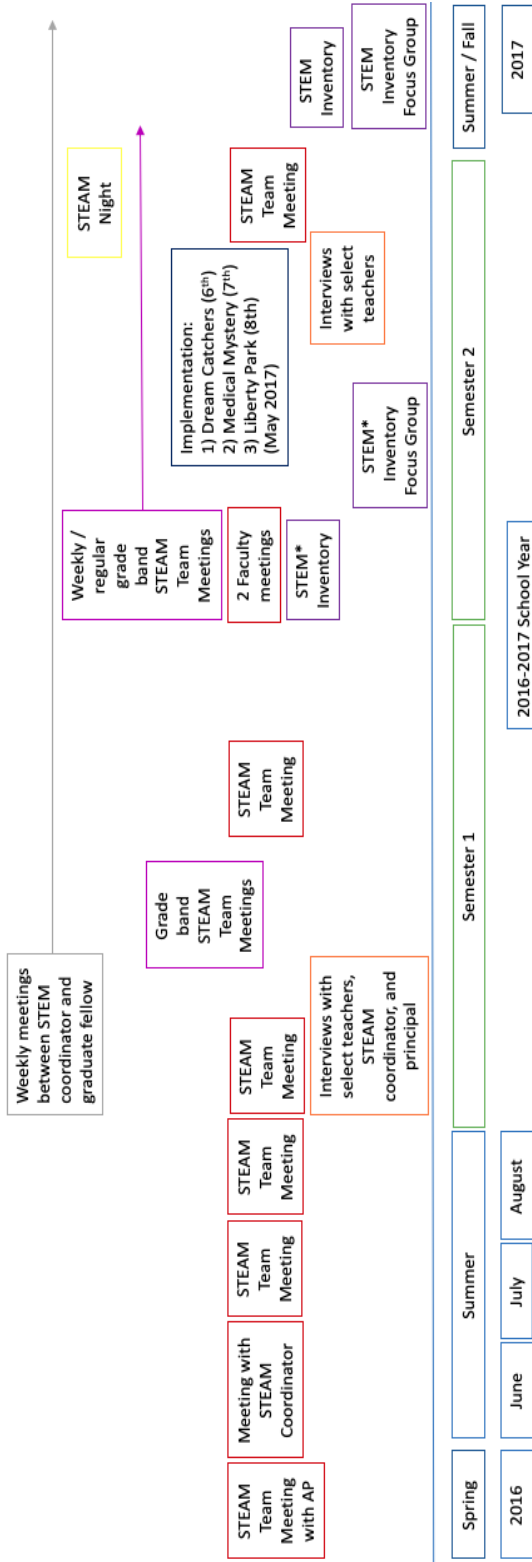 Weekly meetings
between STEM
coordinator and
graduate fellow
STEAM
Night
Weekly /
regular
grade
band
STEAM
Team
Meetings
Grade
band
STEAM
Team
Meetings
Implementation:
1) Dream Catchers (6th)
2) Medical Mystery (7th)
3) Liberty Park (8th)
(May 2017)
STEAM
Team
Meeting
with AP
Meeting with
STEAM
Coordinator
STEAM
Team
Meeting
STEAM
Team
Meeting
STEAM
Team
Meeting
STEAM
Team
Meeting
2 Faculty
meetings
STEAM
Team
Meeting
STEM*
Inventory
STEM
Inventory
Interviews with
select teachers,
STEAM
coordinator, and
principal
Interviews
with select
teachers
STEM*
Inventory
Focus Group
STEM
Inventory
Focus Group
Spring
Summer
Semester 1
Semester 2
Summer / Fall
2016
June
July
August
2016-2017 School Year
2017